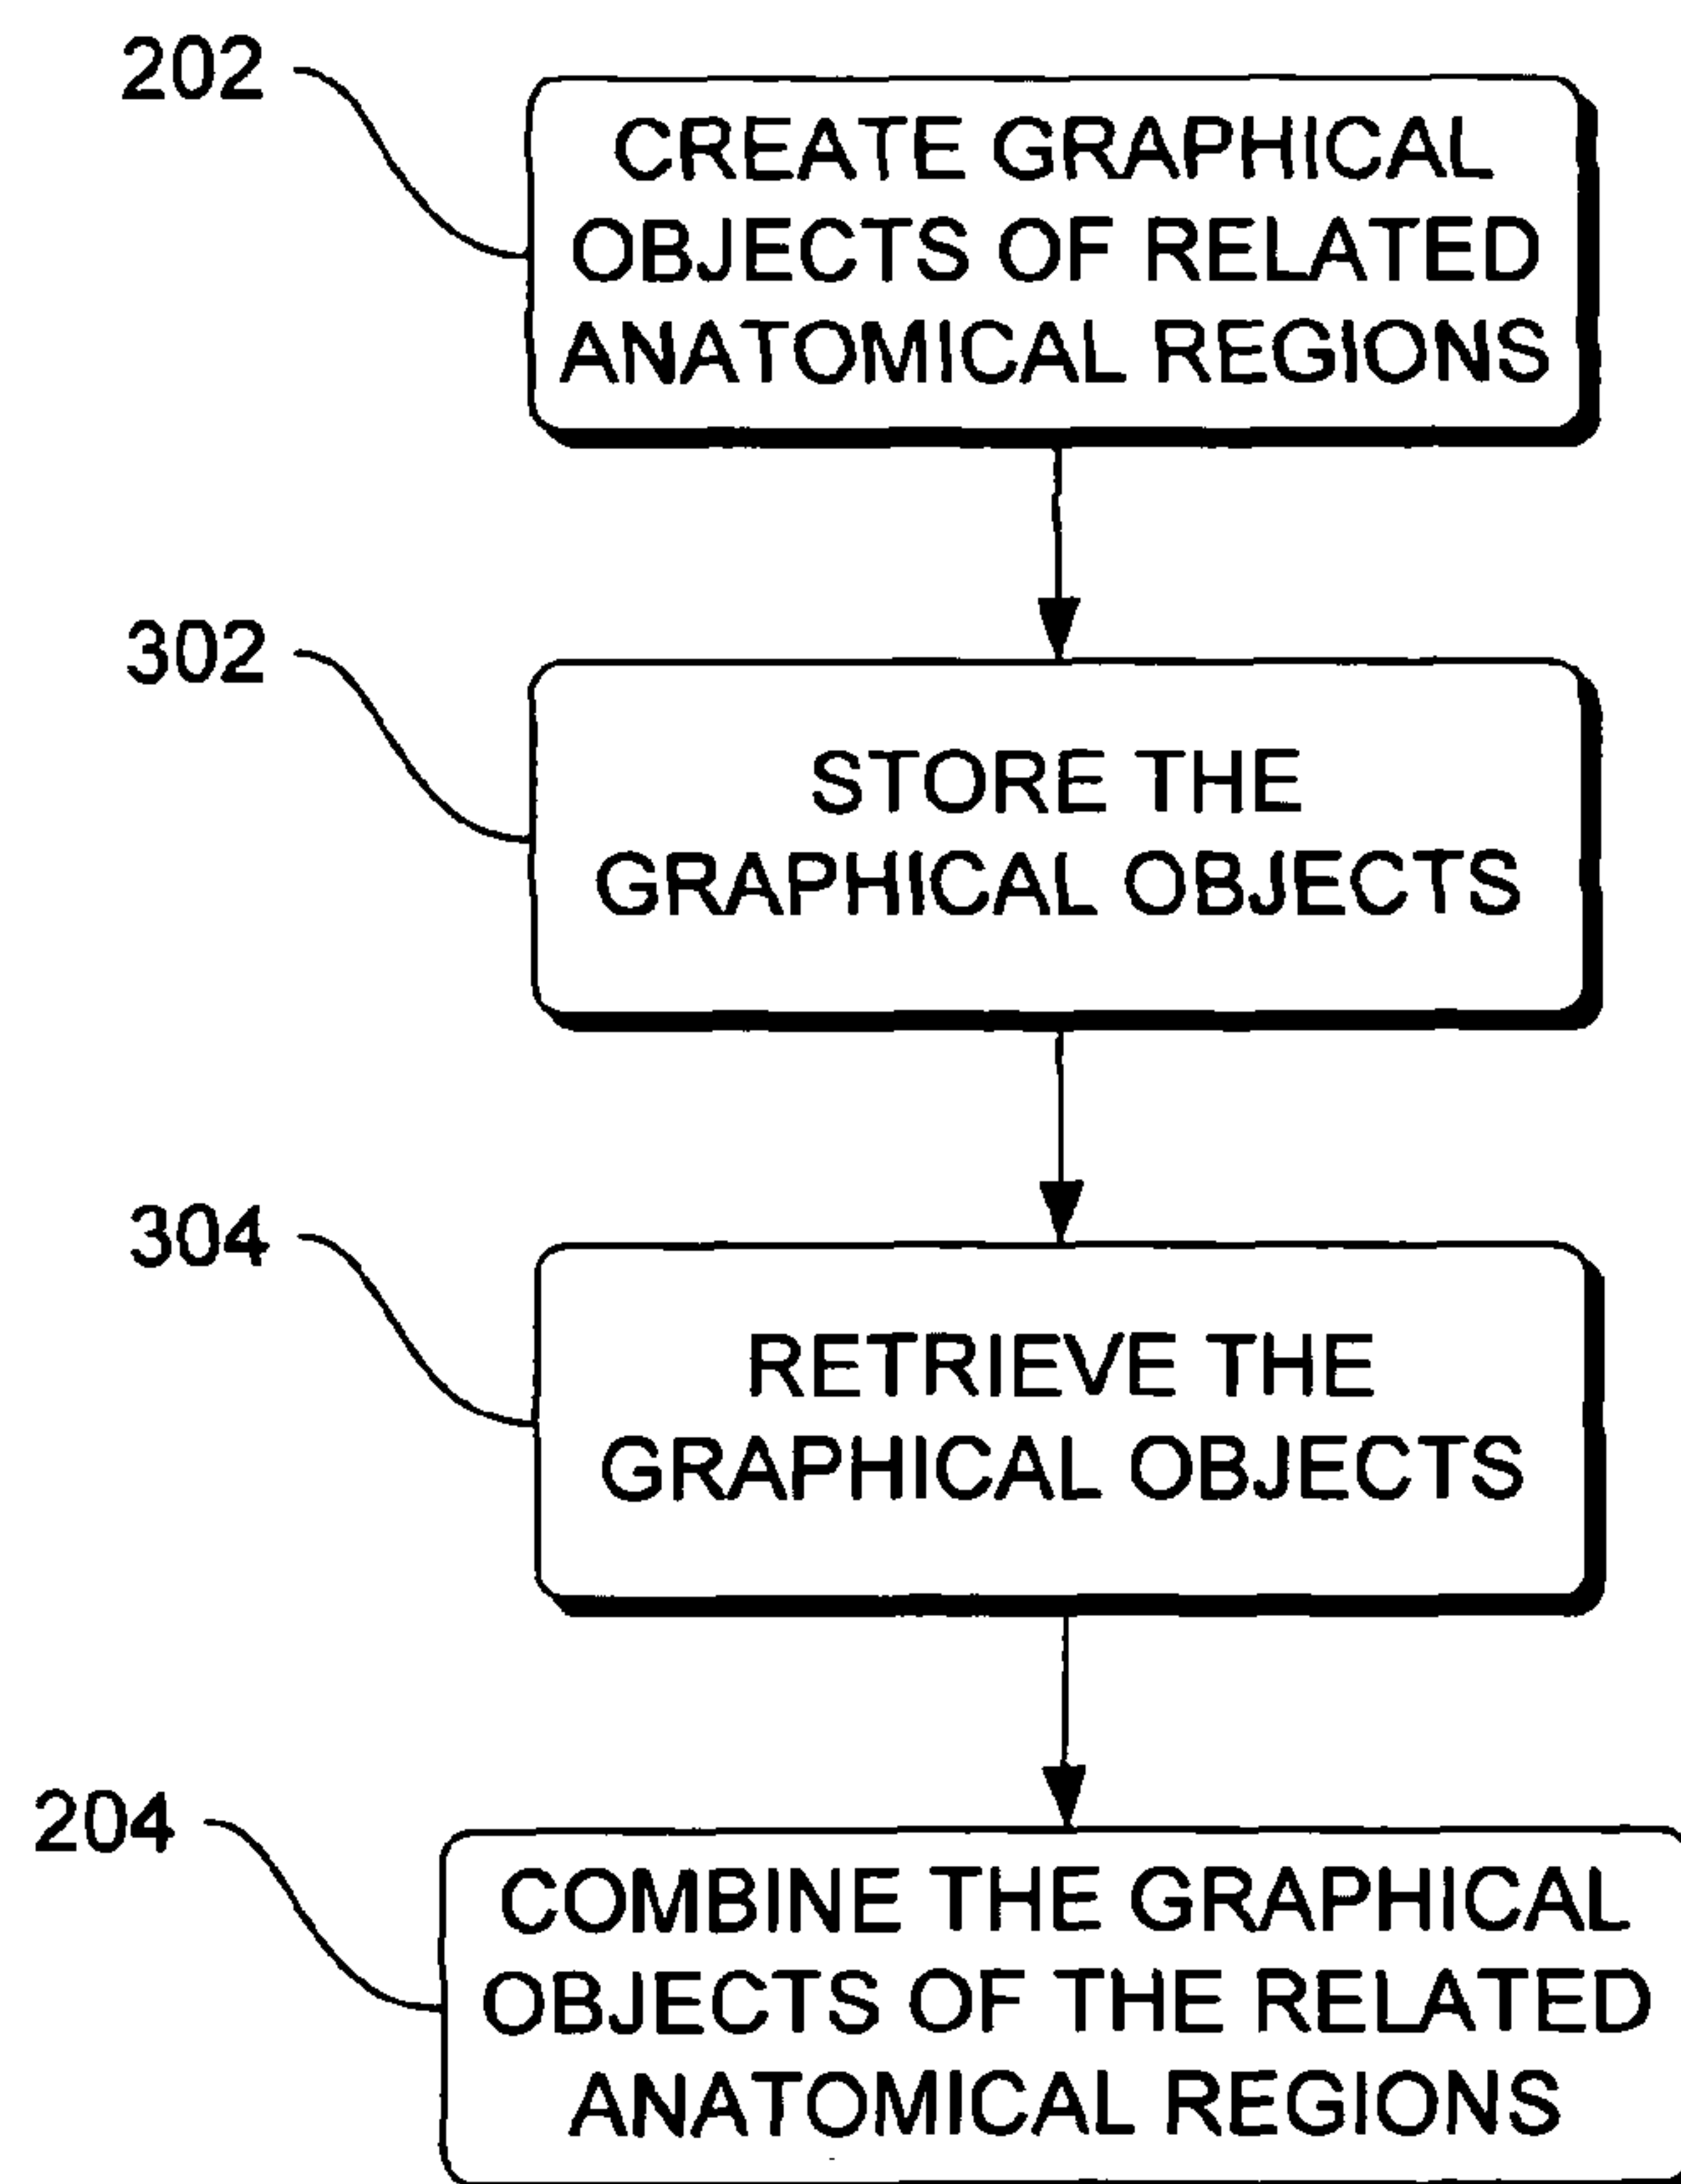 202
CREATE GRAPHICAL
OBJECTS OF RELATED
ANATOMICAL REGIONS
302
STORE THE
GRAPHICAL OBJECTS
304
RETRIEVE THE
GRAPHICAL OBJECTS
204
COMBINE THE GRAPHICAL
OBJECTS OF THE RELATED
ANATOMICAL REGIONS